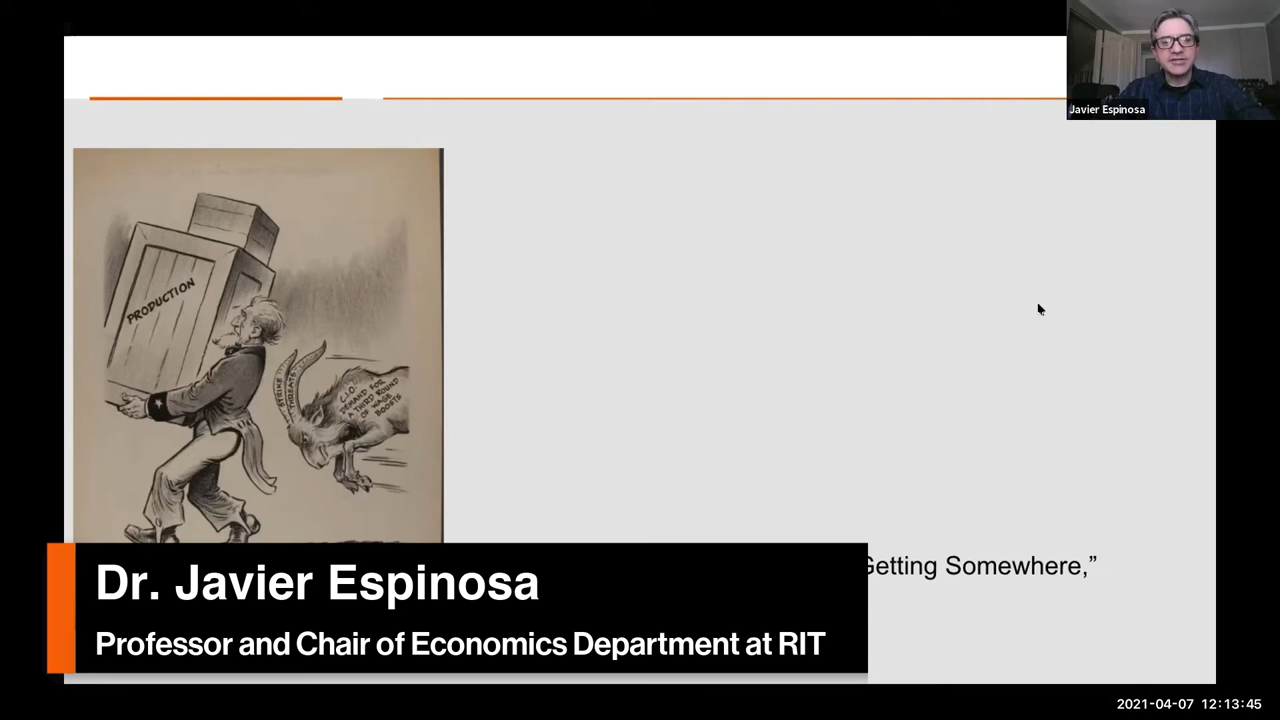 Javier Espinosa
PRODUCTION
STRIKE
THREATS
C.I.O.
DEMAND FOR
A THIRD ROUND
OF WAGE
BOOSTS
Getting Somewhere,”
Dr. Javier Espinosa
Professor and Chair of Economics Department at RIT
2021-04-07 12:13:45